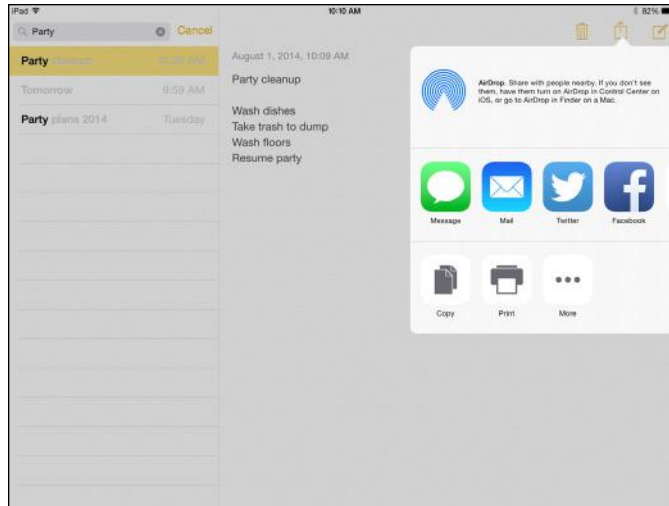 iPad
10:10 AM
82%
Party
Cancel
Party cleanup 10:09 AM
Tomorrow 9:59 AM
Party plans 2014 Tuesday
August 1, 2014, 10:09 AM
Party cleanup
Wash dishes
Take trash to dump
Wash floors
Resume party
AirDrop. Share with people nearby. If you don't see
them, have them turn on AirDrop in Control Center on
iOS, or go to AirDrop in Finder on a Mac.
Message Mail Twitter Facebook
Copy Print More